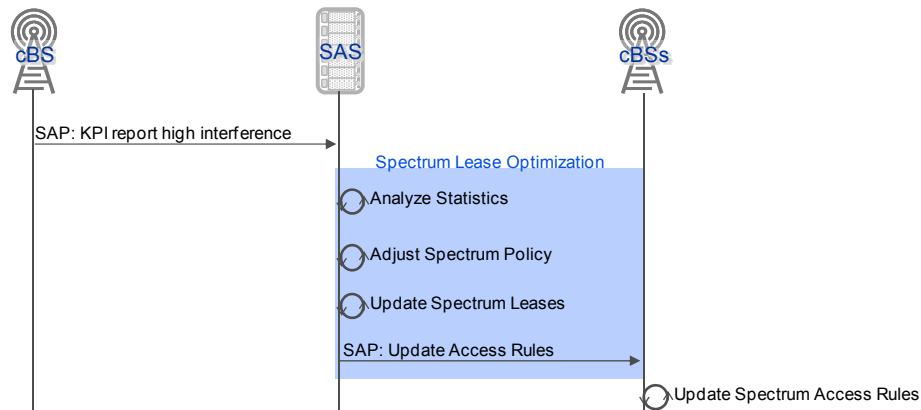 cBS
SAS
cBSs
SAP: KPI report high interference
Spectrum Lease Optimization
Analyze Statistics
Adjust Spectrum Policy
Update Spectrum Leases
SAP: Update Access Rules
Update Spectrum Access Rules